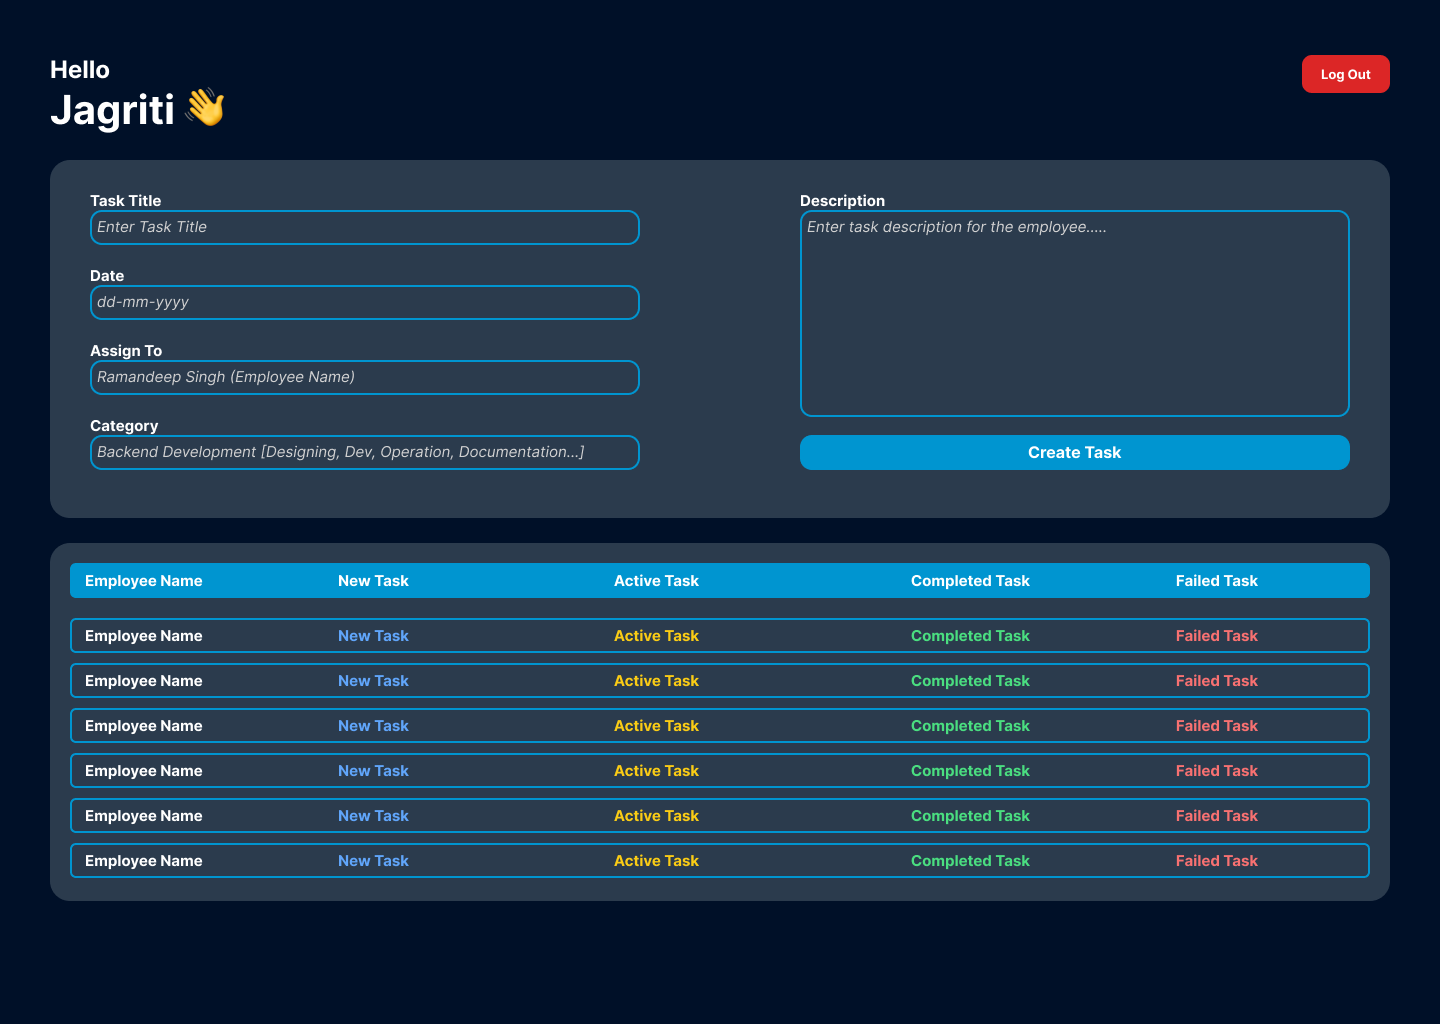 Hello
Jagriti 👋
Log Out
Task Title
Enter Task Title
Date
dd-mm-yyyy
Assign To
Ramandeep Singh (Employee Name)
Category
Backend Development [Designing, Dev, Operation, Documentation...]
Description
Enter task description for the employee.....
Create Task
Employee Name New Task Active Task Completed Task Failed Task
Employee Name New Task Active Task Completed Task Failed Task
Employee Name New Task Active Task Completed Task Failed Task
Employee Name New Task Active Task Completed Task Failed Task
Employee Name New Task Active Task Completed Task Failed Task
Employee Name New Task Active Task Completed Task Failed Task
Employee Name New Task Active Task Completed Task Failed Task